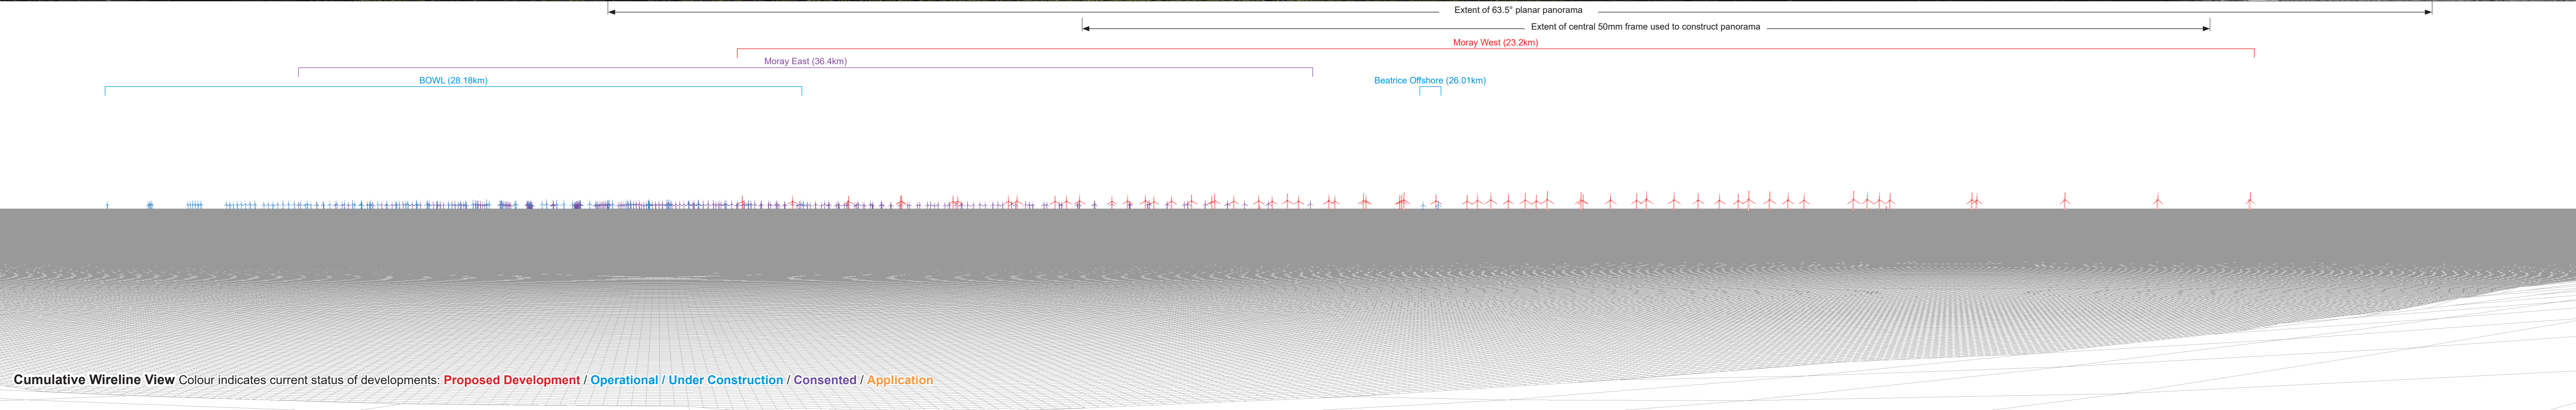 Extent of 63.5° planar panorama
Extent of central 50mm frame used to construct panorama
Moray West (23.2km)
Moray East (36.4km)
BOWL (28.18km)
Beatrice Offshore (26.01km)
Cumulative Wireline View Colour indicates current status of developments: Proposed Development / Operational / Under Construction / Consented / Application